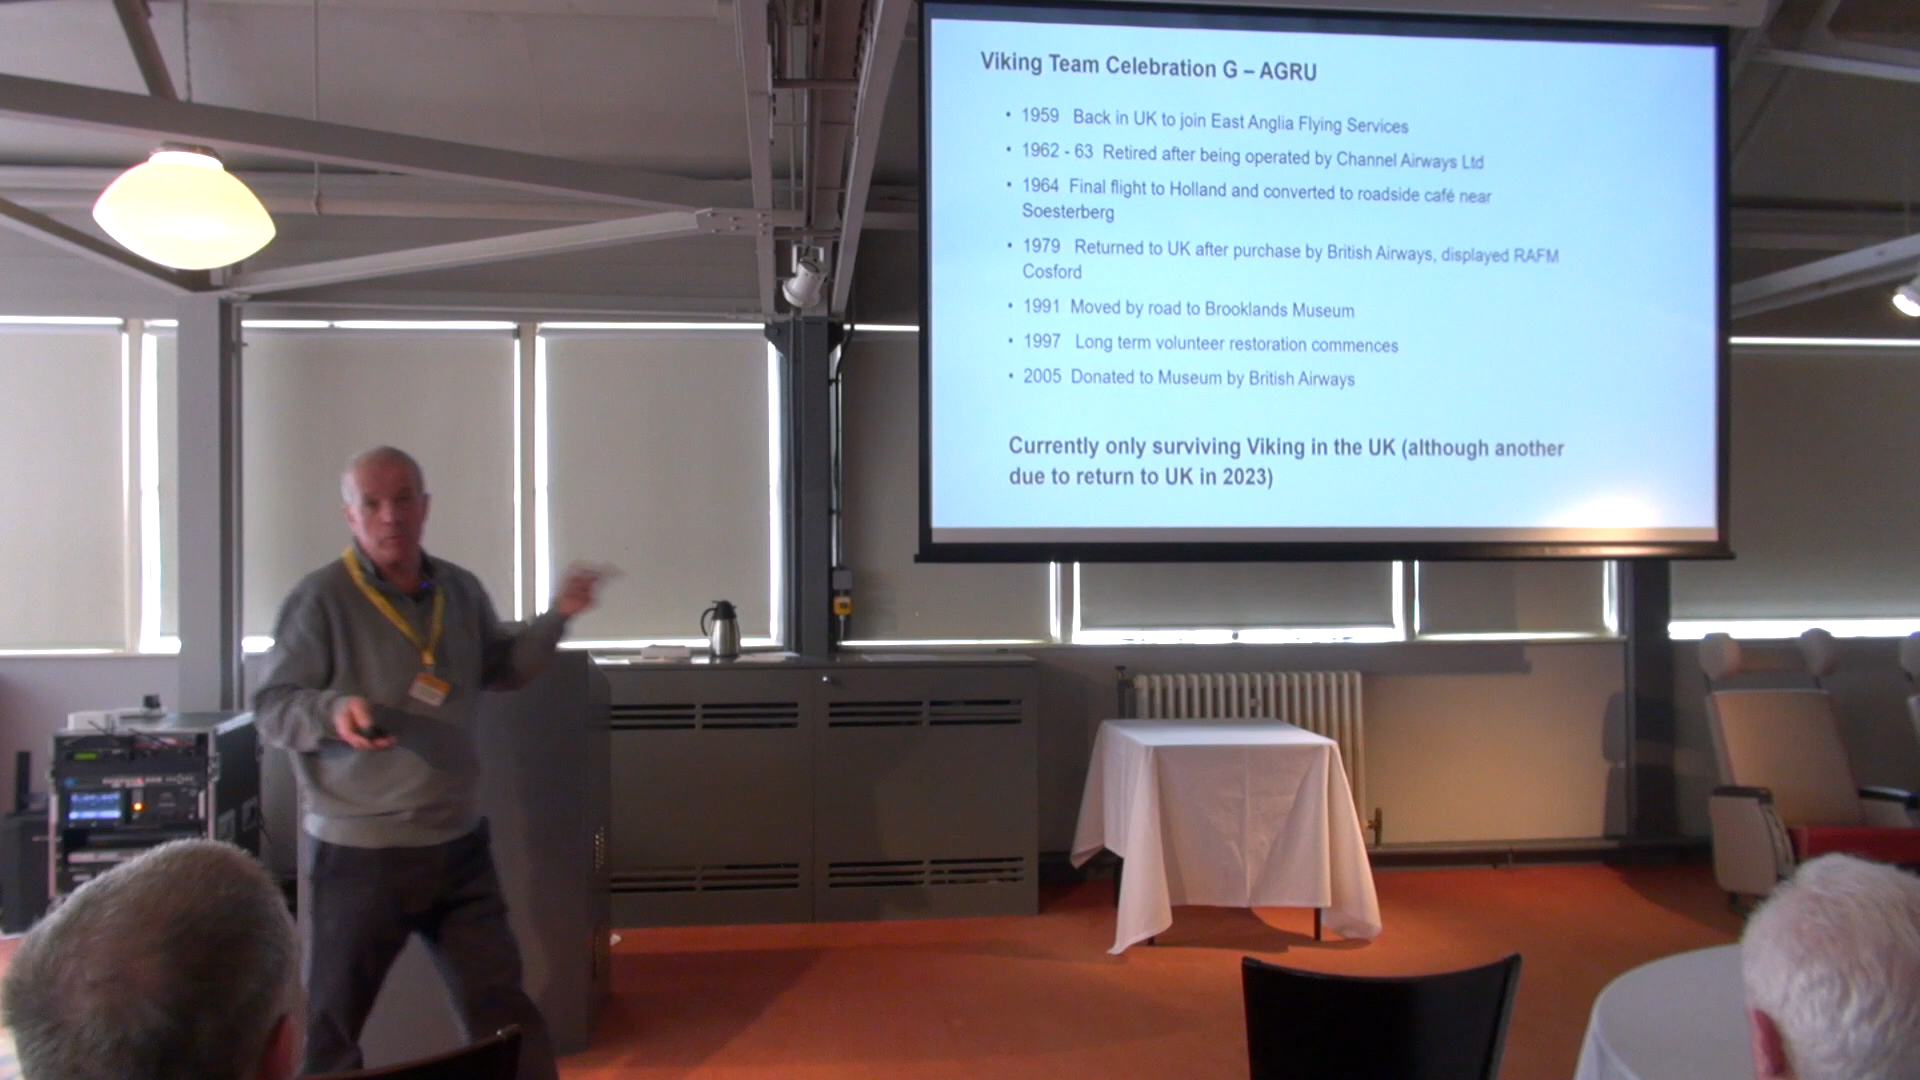 Viking Team Celebration G – AGRU
• 1959 Back in UK to join East Anglia Flying Services
• 1962 - 63 Retired after being operated by Channel Airways Ltd
• 1964 Final flight to Holland and converted to roadside café near
Soesterberg
• 1979 Returned to UK after purchase by British Airways, displayed RAFM
Cosford
• 1991 Moved by road to Brooklands Museum
• 1997 Long term volunteer restoration commences
• 2005 Donated to Museum by British Airways
Currently only surviving Viking in the UK (although another
due to return to UK in 2023)